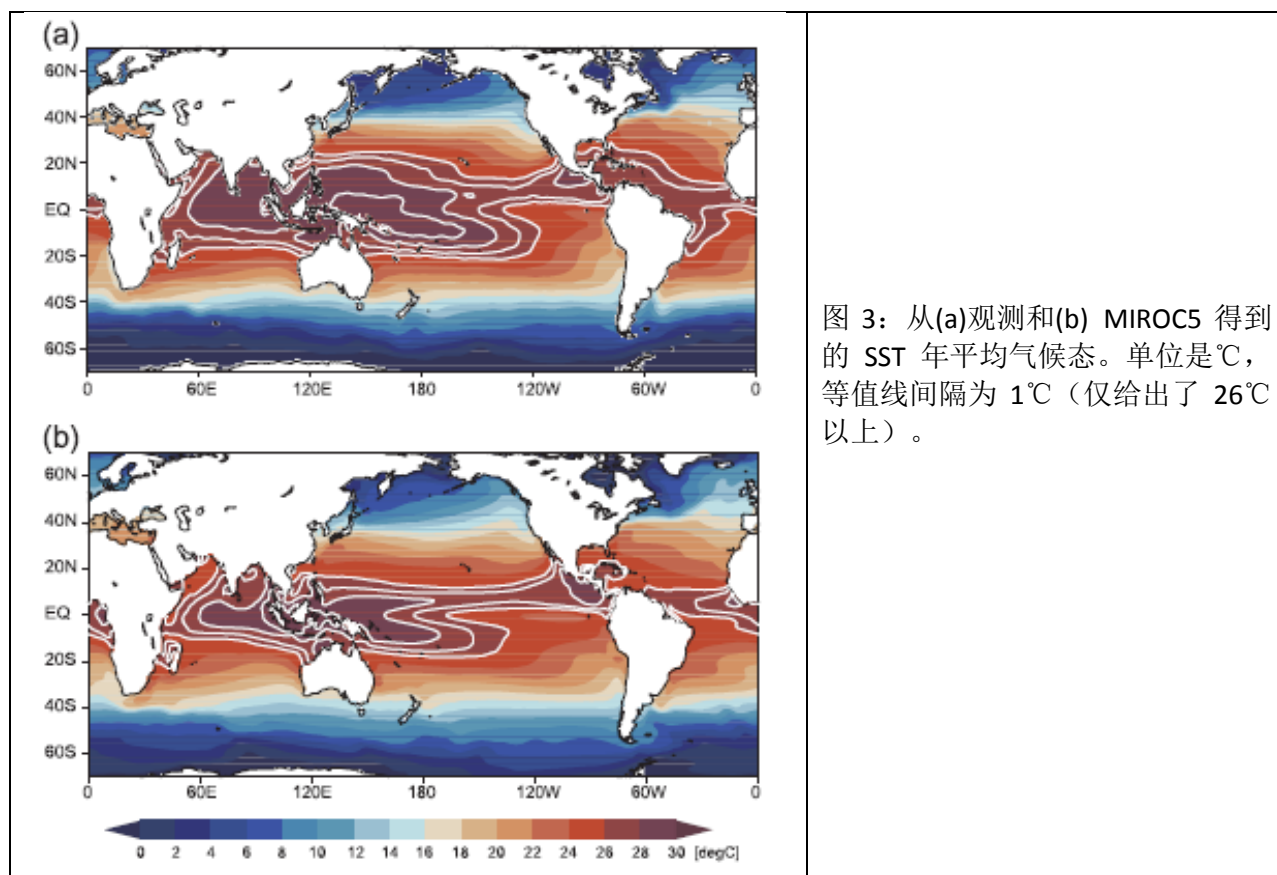 (a)
60N
40N
20N
EQ
20S
40S
60S
0 60E 120E 180 120W 60W 0
(b)
60N
40N
20N
EQ
20S
40S
60S
0 60E 120E 180 120W 60W 0
0 2 4 6 8 10 12 14 16 18 20 22 24 26 28 30 [degC]
图 3：从(a)观测和(b) MIROC5 得到
的 SST 年平均气候态。单位是℃，
等值线间隔为 1℃（仅给出了 26℃
以上）。